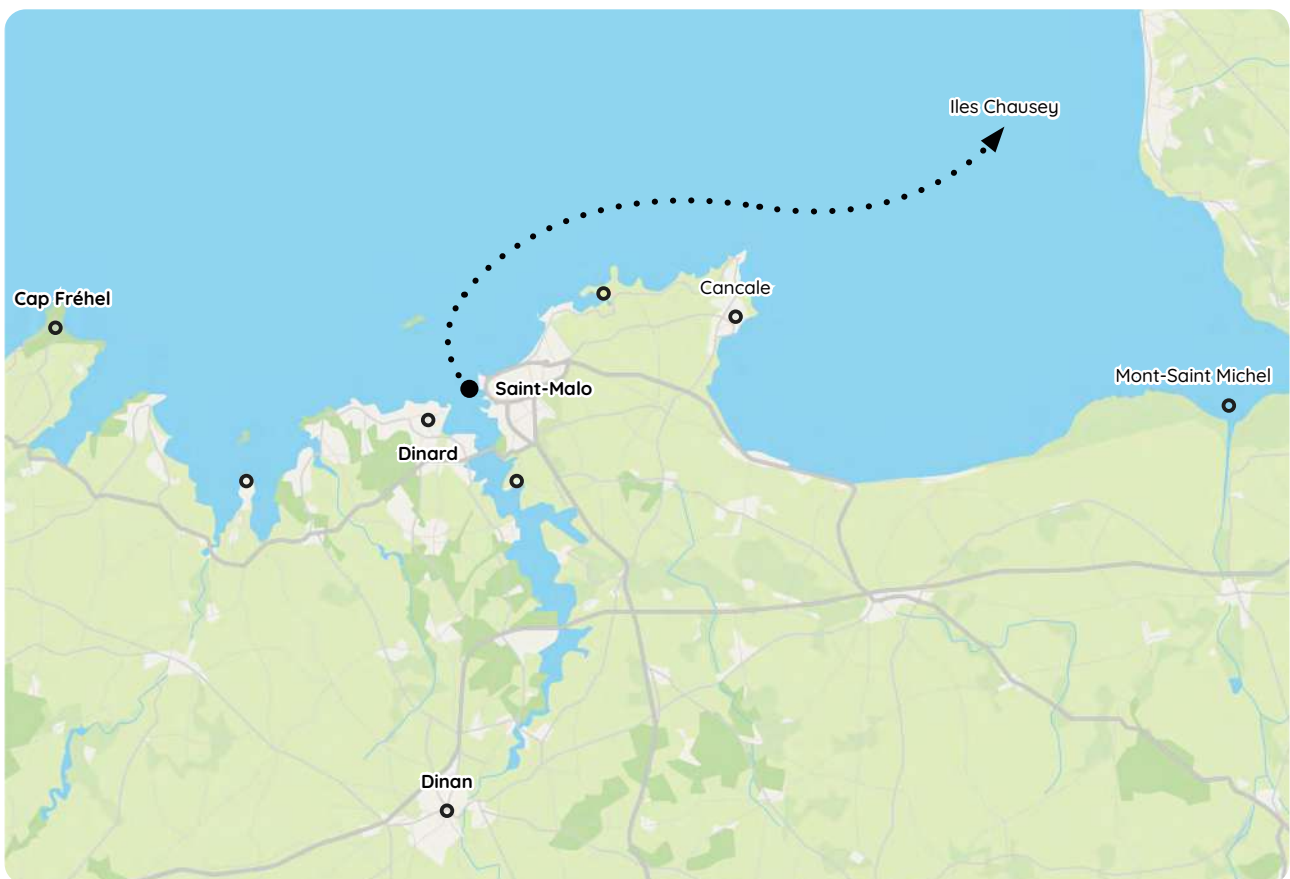 Iles Chausey
Cap Fréhel
Cancale
Mont-Saint Michel
Saint-Malo
Dinard
Dinan